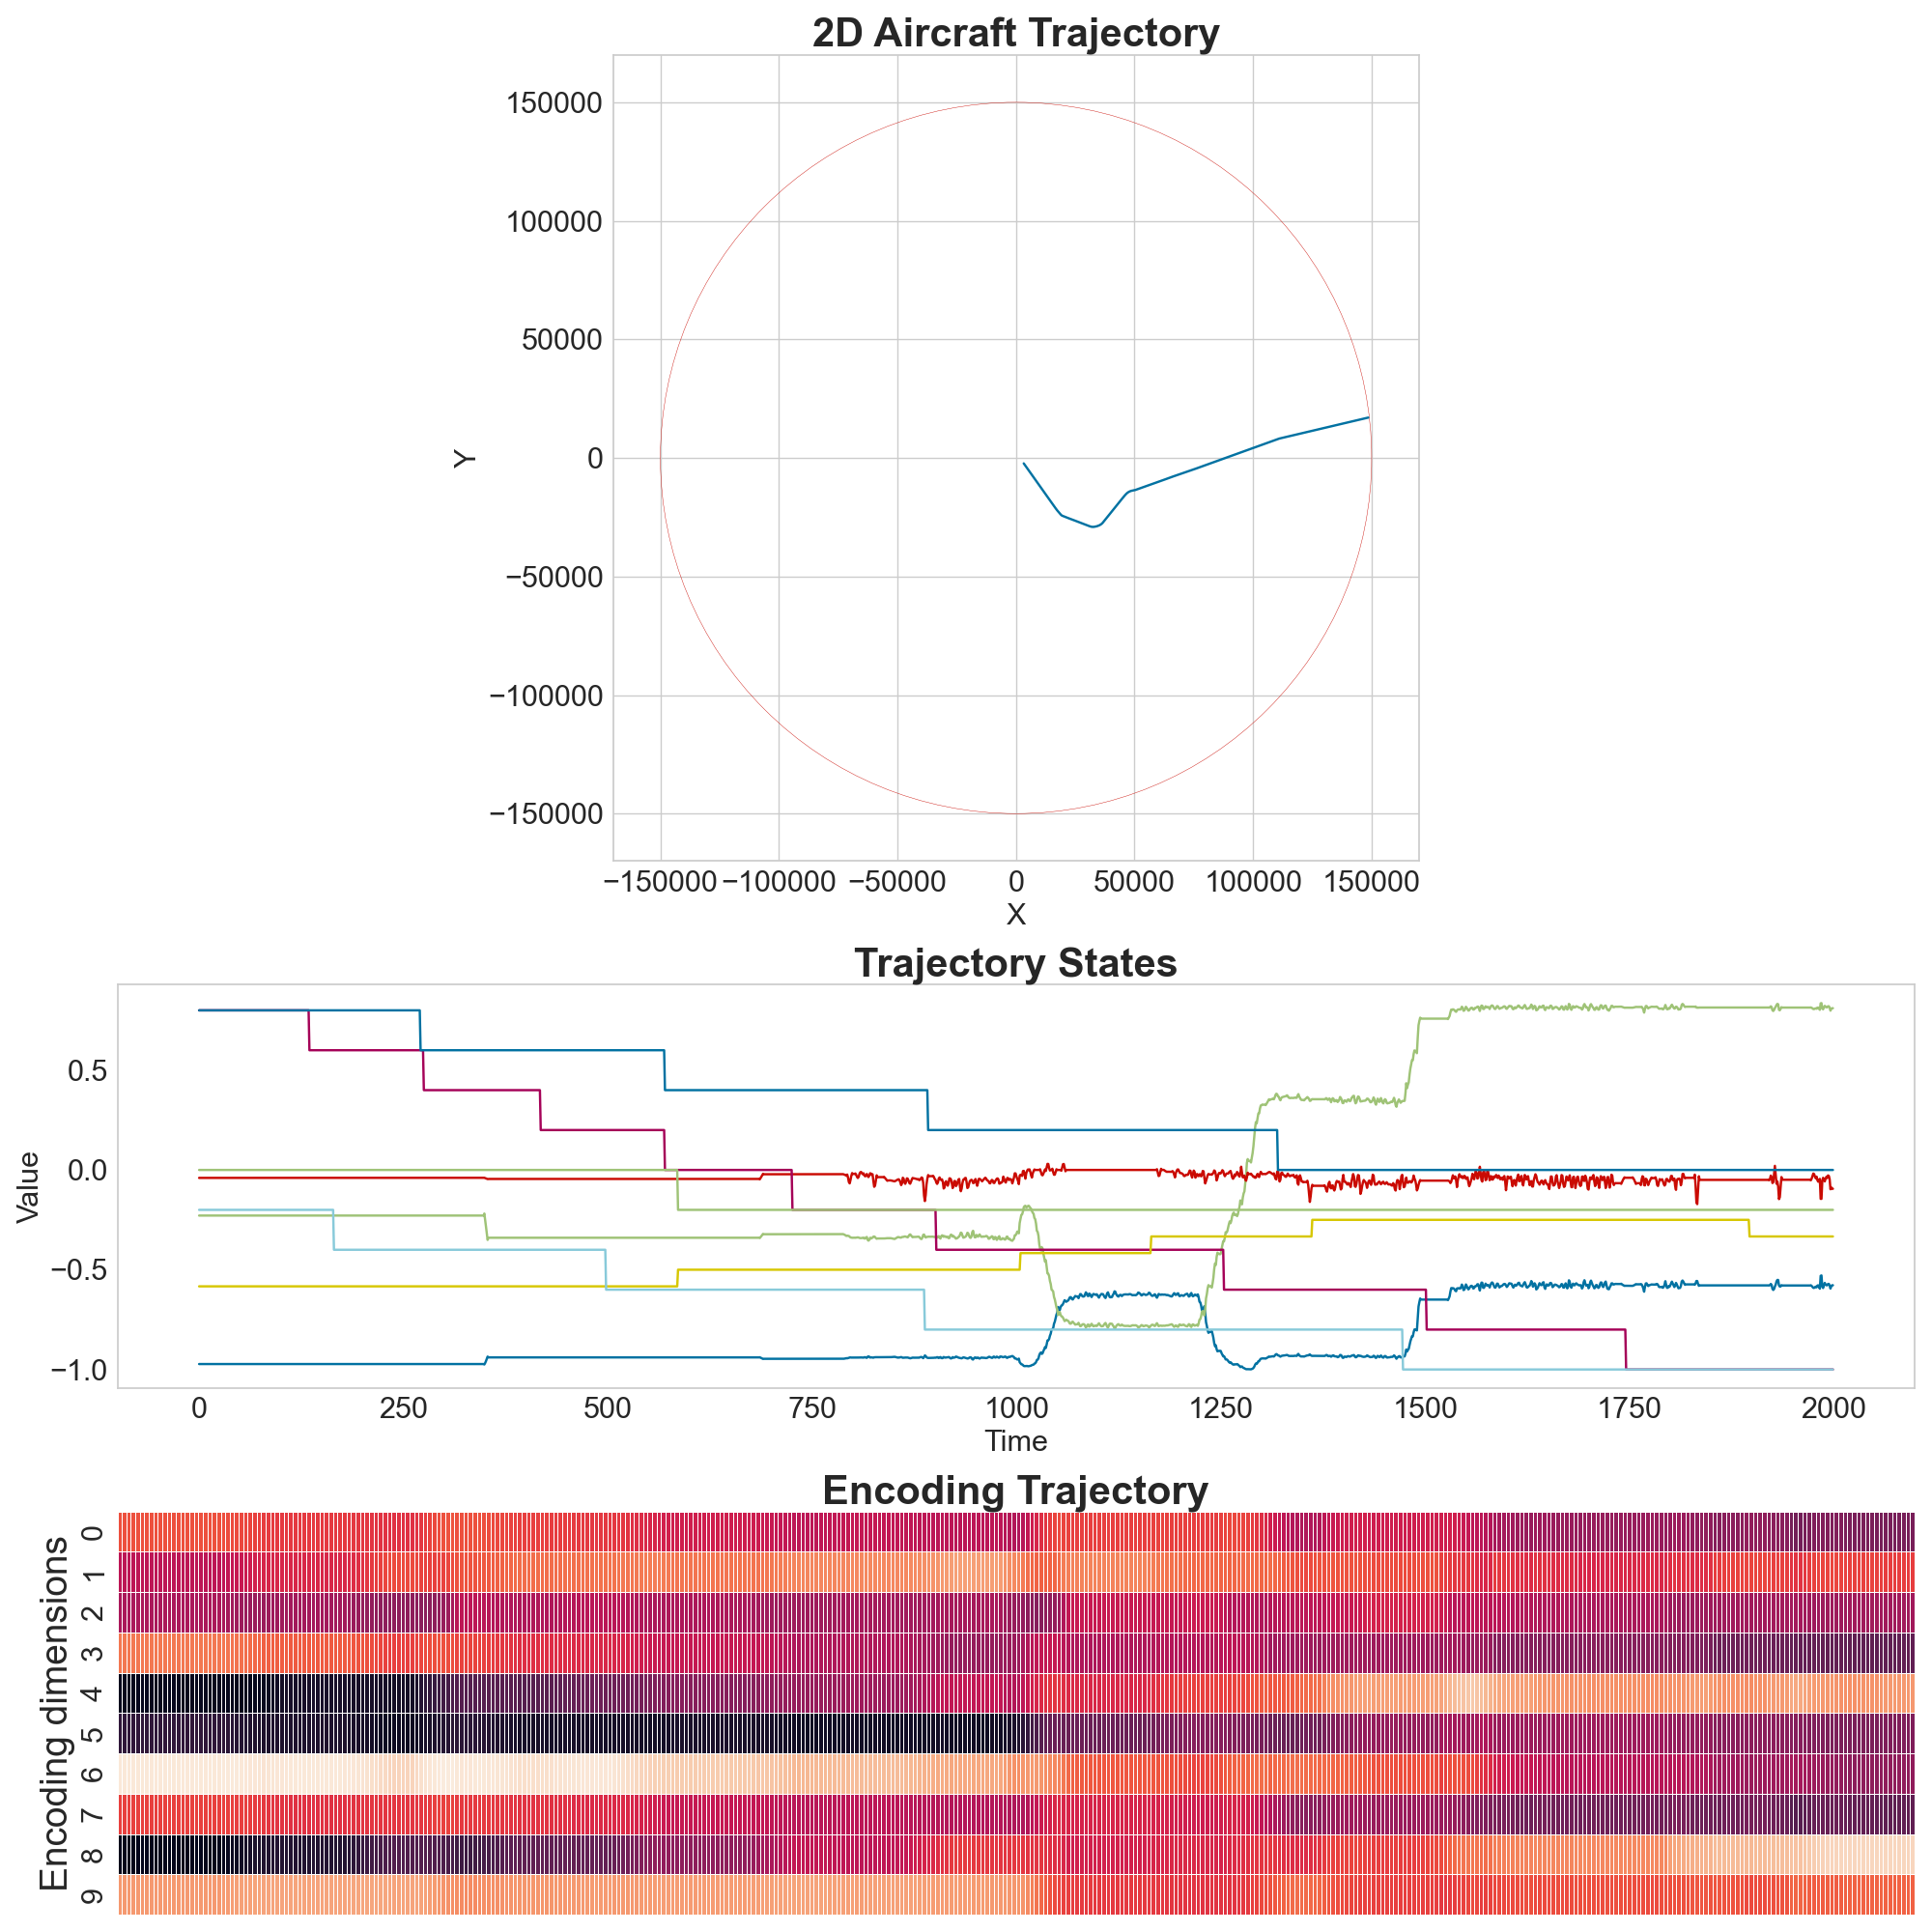 2D Aircraft Trajectory
150000
100000
50000
0
−50000
−100000
−150000
Y
−150000 −100000 −50000 0 50000 100000 150000
X
Trajectory States
0.5
0.0
−0.5
−1.0
Value
0 250 500 750 1000 1250 1500 1750 2000
Time
Encoding Trajectory
0
1
2
3
4
5
6
7
8
9
Encoding dimensions